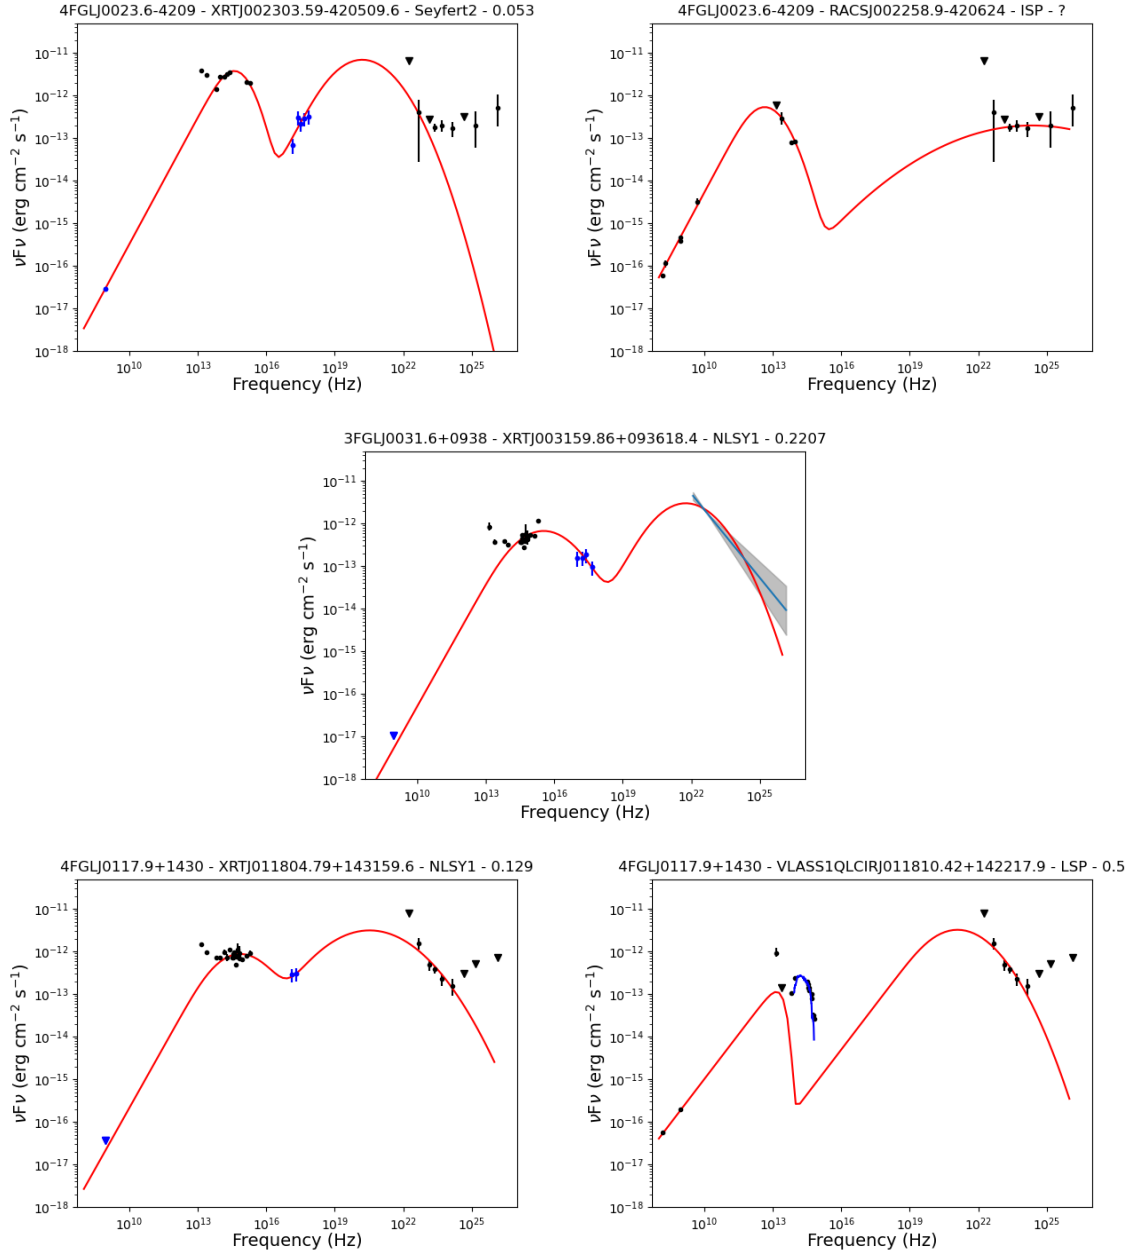 4FGLJ0023.6-4209 - XRTJ002303.59-420509.6 - Seyfert2 - 0.053
νFν (erg cm⁻² s⁻¹)
10⁻¹¹
10⁻¹²
10⁻¹³
10⁻¹⁴
10⁻¹⁵
10⁻¹⁶
10⁻¹⁷
10⁻¹⁸
10¹⁰ 10¹³ 10¹⁶ 10¹⁹ 10²² 10²⁵
Frequency (Hz)
4FGLJ0023.6-4209 - RACSJ002258.9-420624 - ISP - ?
νFν (erg cm⁻² s⁻¹)
10⁻¹¹
10⁻¹²
10⁻¹³
10⁻¹⁴
10⁻¹⁵
10⁻¹⁶
10⁻¹⁷
10⁻¹⁸
10¹⁰ 10¹³ 10¹⁶ 10¹⁹ 10²² 10²⁵
Frequency (Hz)
3FGLJ0031.6+0938 - XRTJ003159.86+093618.4 - NLSY1 - 0.2207
νFν (erg cm⁻² s⁻¹)
10⁻¹¹
10⁻¹²
10⁻¹³
10⁻¹⁴
10⁻¹⁵
10⁻¹⁶
10⁻¹⁷
10⁻¹⁸
10¹⁰ 10¹³ 10¹⁶ 10¹⁹ 10²² 10²⁵
Frequency (Hz)
4FGLJ0117.9+1430 - XRTJ011804.79+143159.6 - NLSY1 - 0.129
νFν (erg cm⁻² s⁻¹)
10⁻¹¹
10⁻¹²
10⁻¹³
10⁻¹⁴
10⁻¹⁵
10⁻¹⁶
10⁻¹⁷
10⁻¹⁸
10¹⁰ 10¹³ 10¹⁶ 10¹⁹ 10²² 10²⁵
Frequency (Hz)
4FGLJ0117.9+1430 - VLASS1QLCIRJ011810.42+142217.9 - LSP - 0.5
νFν (erg cm⁻² s⁻¹)
10⁻¹¹
10⁻¹²
10⁻¹³
10⁻¹⁴
10⁻¹⁵
10⁻¹⁶
10⁻¹⁷
10⁻¹⁸
10¹⁰ 10¹³ 10¹⁶ 10¹⁹ 10²² 10²⁵
Frequency (Hz)